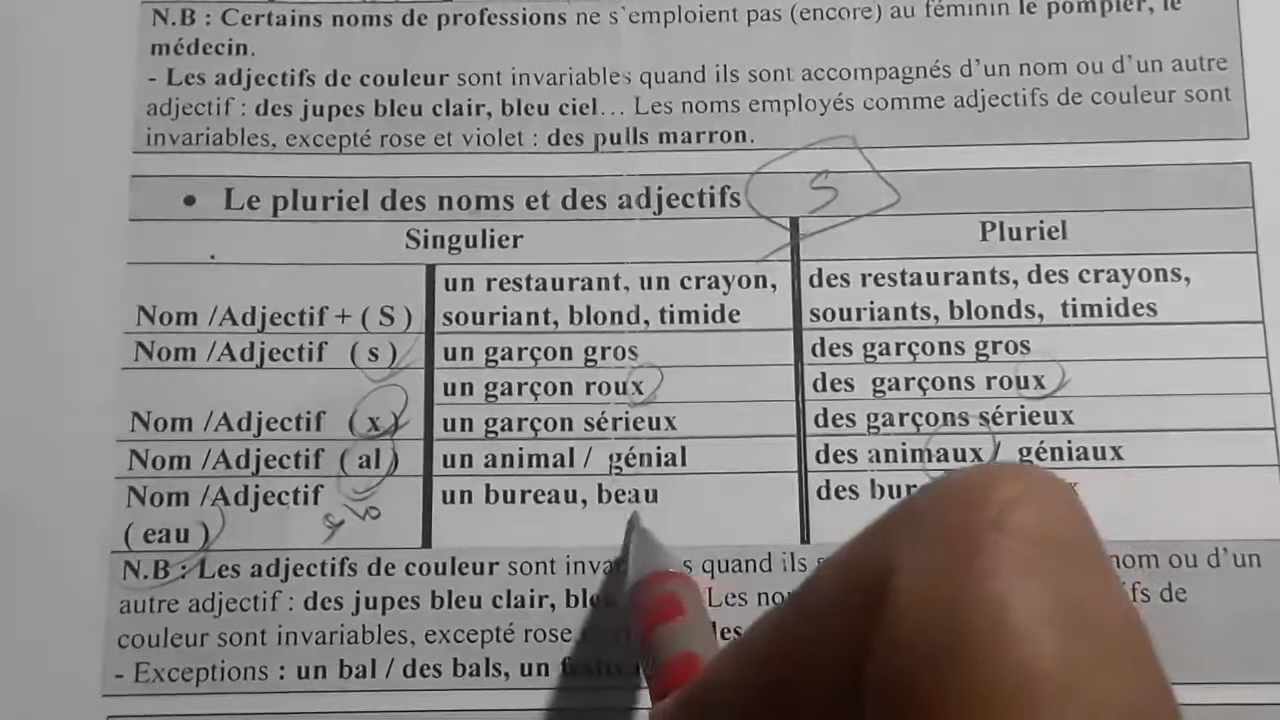 N.B : Certains noms de professions ne s'emploient pas (encore) au féminin le pompier, le
médecin.
- Les adjectifs de couleur sont invariables quand ils sont accompagnés d'un nom ou d'un autre
adjectif : des jupes bleu clair, bleu ciel… Les noms employés comme adjectifs de couleur sont
invariables, excepté rose et violet : des pulls marron.
• Le pluriel des noms et des adjectifs S
Singulier Pluriel
un restaurant, un crayon, des restaurants, des crayons,
Nom /Adjectif + ( S ) souriant, blond, timide souriants, blonds, timides
Nom /Adjectif ( s ) un garçon gros des garçons gros
un garçon roux des garçons roux
Nom /Adjectif ( x ) un garçon sérieux des garçons sérieux
Nom /Adjectif ( al ) un animal / génial des animaux / géniaux
Nom /Adjectif un bureau, beau des
( eau )
N.B : Les adjectifs de couleur sont quand ils nom ou d'un
autre adjectif : des jupes bleu clair, Les
couleur sont invariables, excepté rose
- Exceptions : un bal / des bals, un